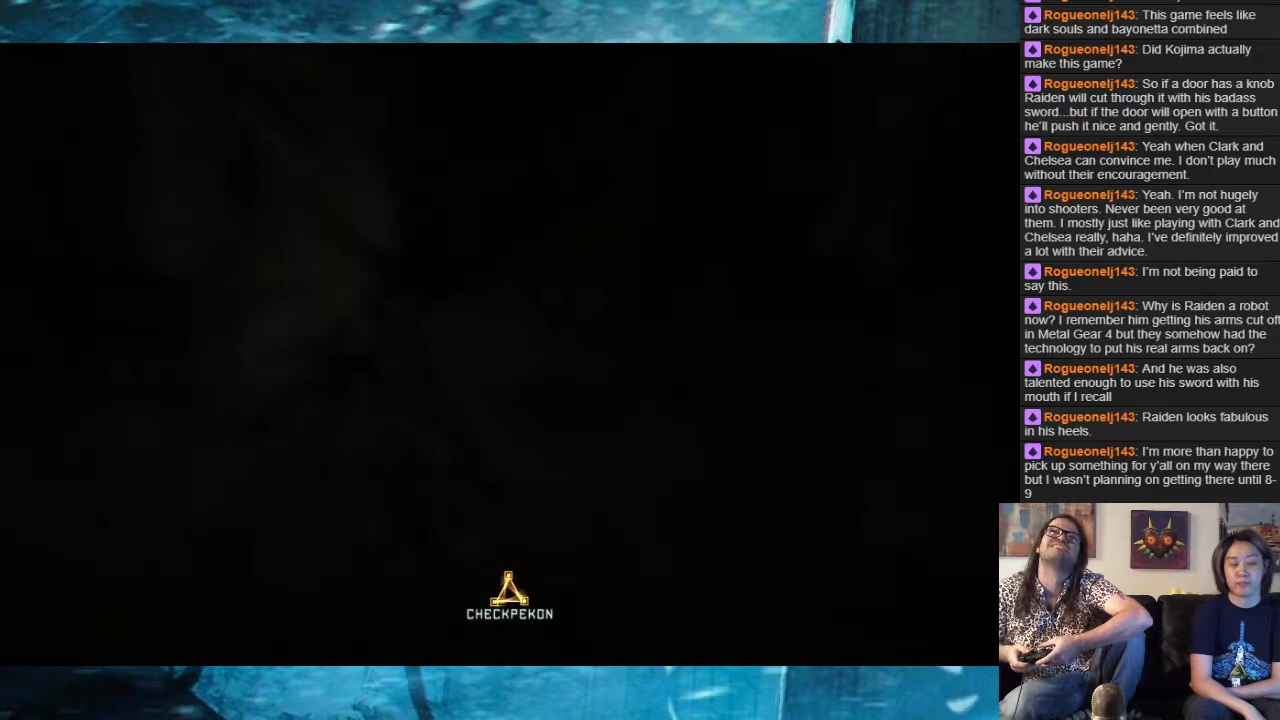 Rogueonelj143: This game feels like
dark souls and bayonetta combined
Rogueonelj143: Did Kojima actually
make this game?
Rogueonelj143: So if a door has a knob
Raiden will cut through it with his badass
sword...but if the door will open with a button
he'll push it nice and gently. Got it.
Rogueonelj143: Yeah when Clark and
Chelsea can convince me. I don't play much
without their encouragement.
Rogueonelj143: Yeah. I'm not hugely
into shooters. Never been very good at
them. I mostly just like playing with Clark and
Chelsea really, haha. I've definitely improved
a lot with their advice.
Rogueonelj143: I'm not being paid to
say this.
Rogueonelj143: Why is Raiden a robot
now? I remember him getting his arms cut off
in Metal Gear 4 but they somehow had the
technology to put his real arms back on?
Rogueonelj143: And he was also
talented enough to use his sword with his
mouth if I recall
Rogueonelj143: Raiden looks fabulous
in his heels.
Rogueonelj143: I'm more than happy to
pick up something for y'all on my way there
but I wasn't planning on getting there until 8-
9
CHECKPEKON